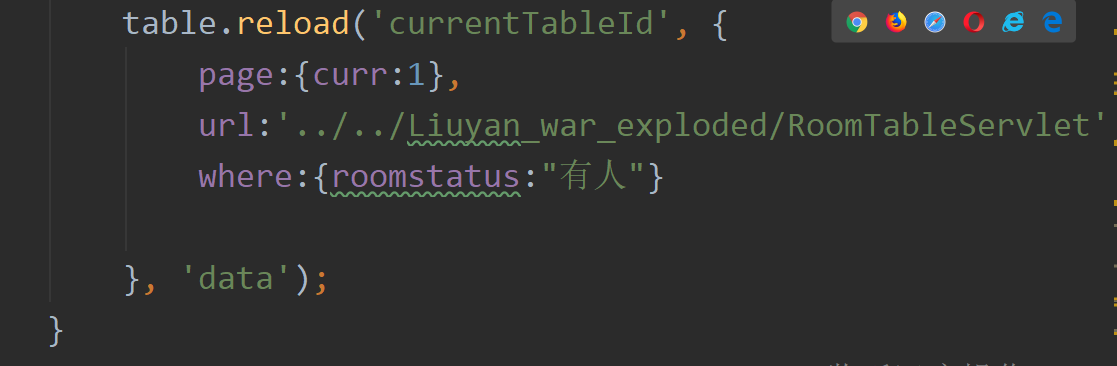 table.reload('currentTableId', {
page:{curr:1},
url:'../../Liuyan_war_exploded/RoomTableServlet'
where:{roomstatus:"有人"}
}, 'data');
}